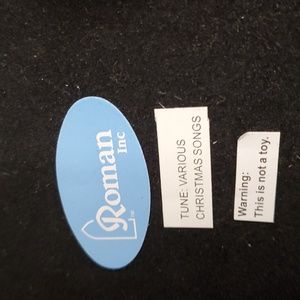 Roman
Inc
TUNE: VARIOUS
CHRISTMAS SONGS
Warning:
This is not a toy.